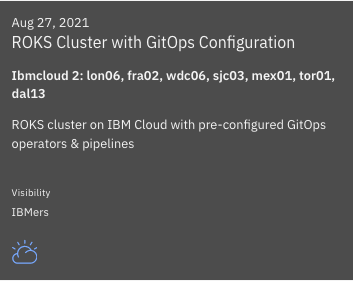 Aug 27, 2021
ROKS Cluster with GitOps Configuration
Ibmcloud 2: lon06, fra02, wdc06, sjc03, mex01, tor01,
dal13
ROKS cluster on IBM Cloud with pre-configured GitOps
operators & pipelines
Visibility
IBMers